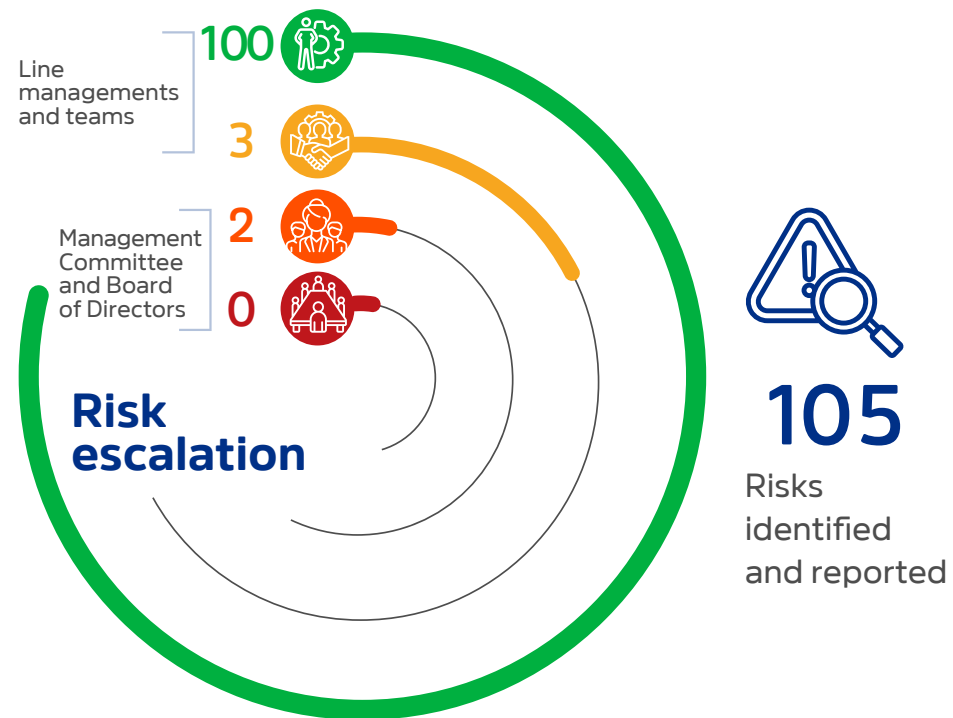 100
Line
managements
and teams
3
2
Management
Committee
and Board
of Directors
0
Risk
escalation
105
Risks
identified
and reported